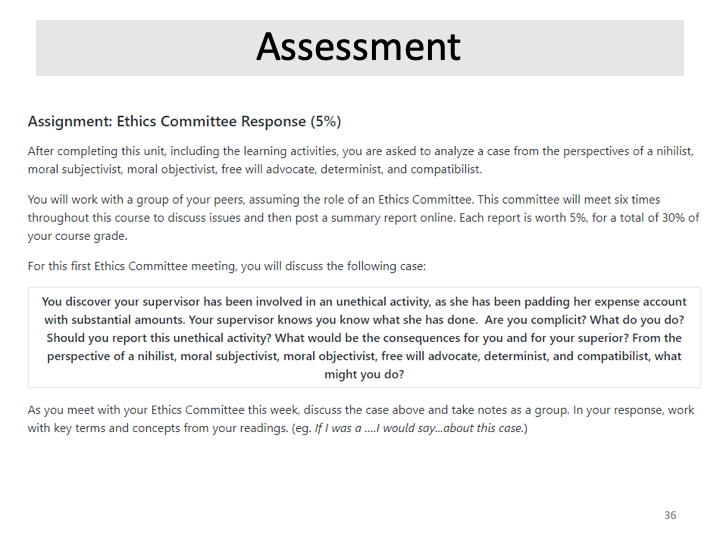 Assessment
Assignment: Ethics Committee Response (5%)
After completing this unit, including the learning activities, you are asked to analyze a case from the perspectives of a nihilist,
moral subjectivist, moral objectivist, free will advocate, determinist, and compatibilist.
You will work with a group of your peers, assuming the role of an Ethics Committee. This committee will meet six times
throughout this course to discuss issues and then post a summary report online. Each report is worth 5%, for a total of 30% of
your course grade.
For this first Ethics Committee meeting, you will discuss the following case:
You discover your supervisor has been involved in an unethical activity, as she has been padding her expense account
with substantial amounts. Your supervisor knows you know what she has done.  Are you complicit? What do you do?
Should you report this unethical activity? What would be the consequences for you and for your superior? From the
perspective of a nihilist, moral subjectivist, moral objectivist, free will advocate, determinist, and compatibilist, what
might you do?
As you meet with your Ethics Committee this week, discuss the case above and take notes as a group. In your response, work
with key terms and concepts from your readings. (eg. If I was a ....I would say...about this case.)
36